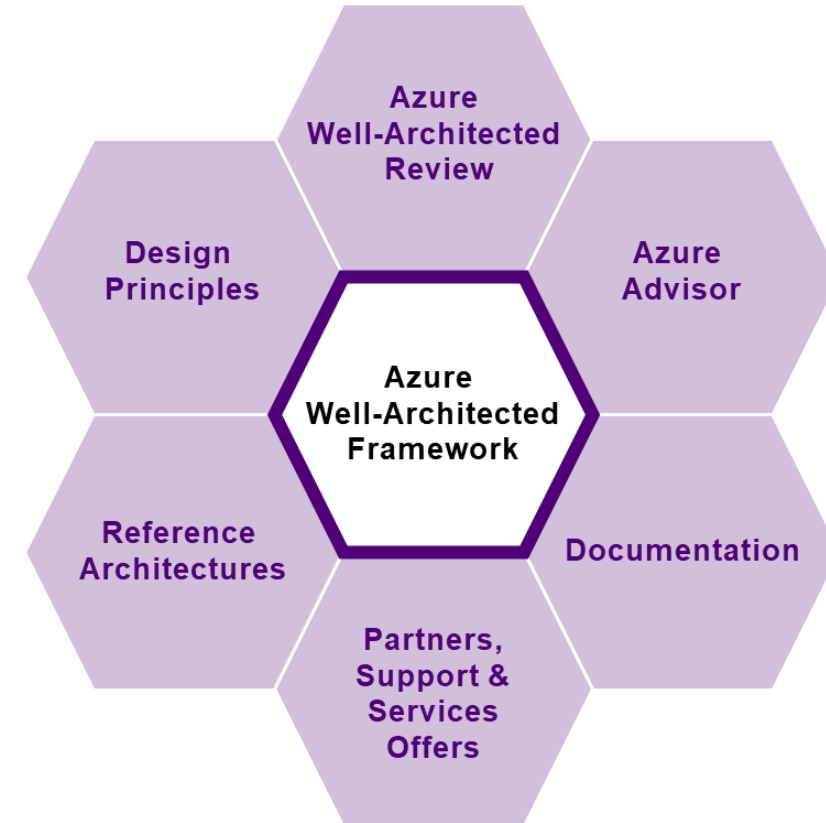 Azure
Well-Architected
Review
Design
Principles
Azure
Advisor
Azure
Well-Architected
Framework
Reference
Architectures
Documentation
Partners,
Support &
Services
Offers